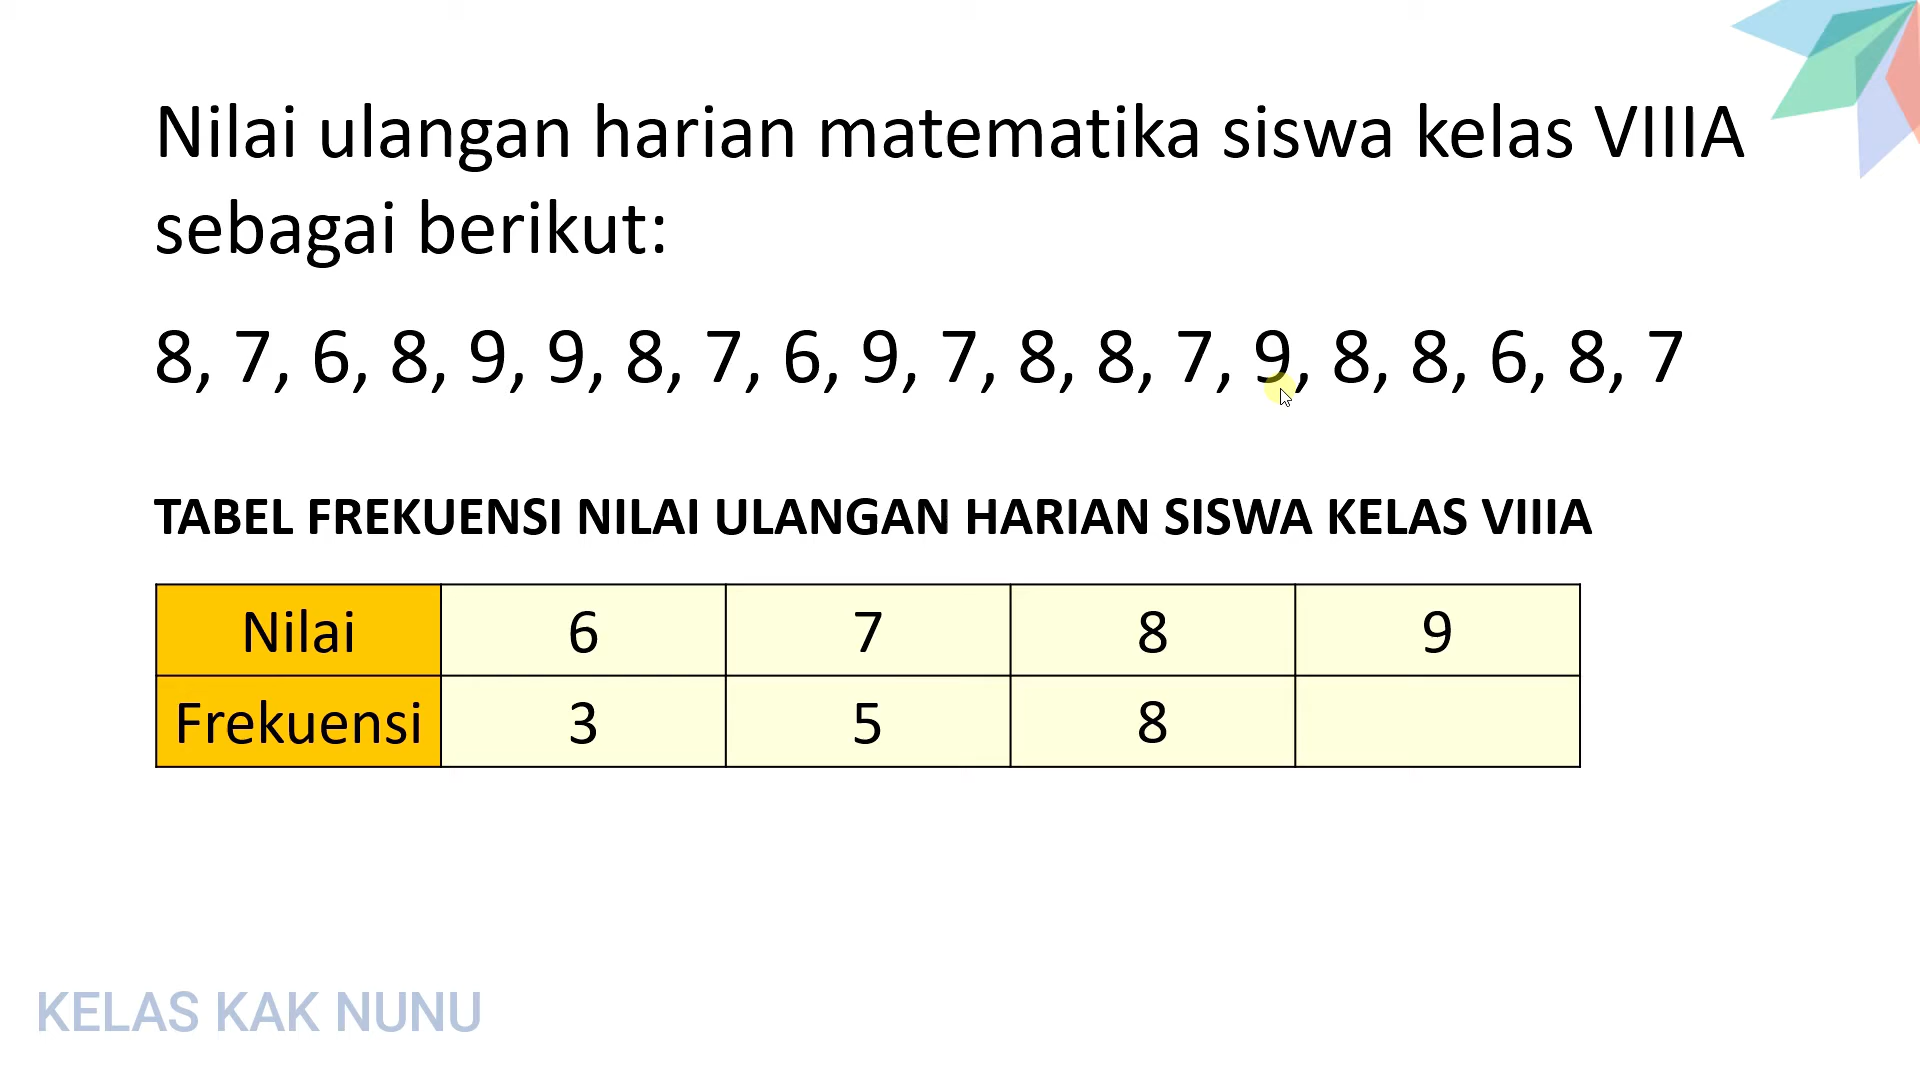 Nilai ulangan harian matematika siswa kelas VIIIA
sebagai berikut:
8, 7, 6, 8, 9, 9, 8, 7, 6, 9, 7, 8, 8, 7, 9, 8, 8, 6, 8, 7
TABEL FREKUENSI NILAI ULANGAN HARIAN SISWA KELAS VIIIA
Nilai 6 7 8 9
Frekuensi 3 5 8
KELAS KAK NUNU